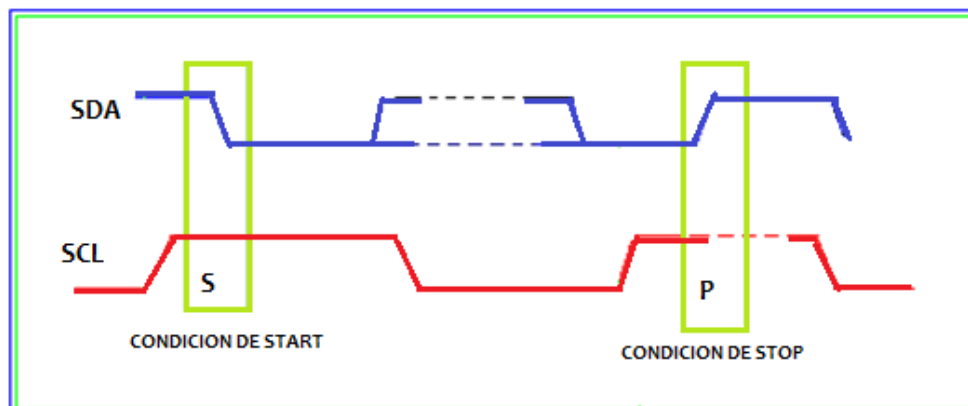 SDA
SCL
S
P
CONDICION DE START
CONDICION DE STOP